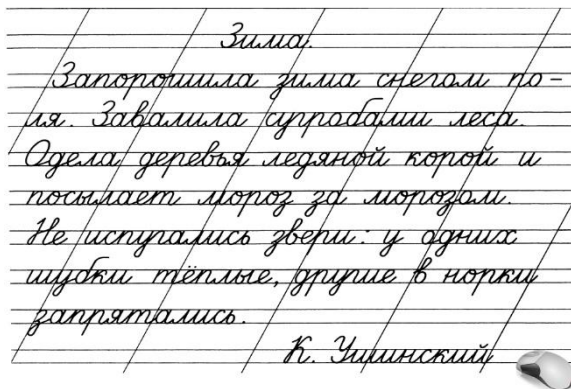 Зима.
Запорошила зима снегом по-
ля. Завалила сугробами леса.
Одела деревья ледяной корой и
посылает мороз за морозом.
Не испугались звери: у одних
шубки тёплые, другие в норки
запрятались.
К. Ушинский